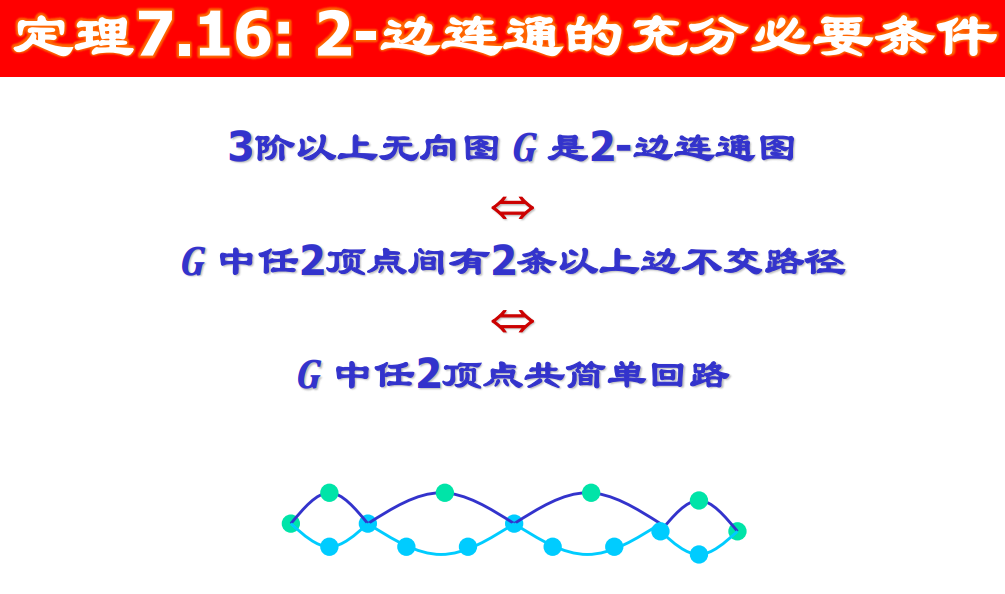 定理7.16: 2-边连通的充分必要条件
3阶以上无向图 G 是2-边连通图
⇔
G 中任2顶点间有2条以上边不交路径
⇔
G 中任2顶点共简单回路